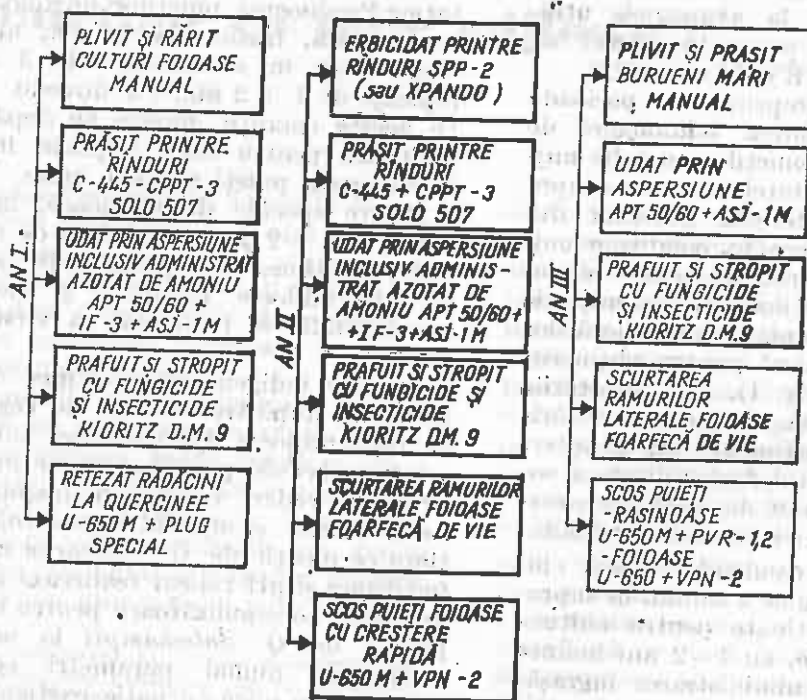 AN I
PLIVIT ȘI RĂRIT
CULTURI FOIOASE
MANUAL
PRĂȘIT PRINTRE
RÎNDURI
C-445-CPPT-3
SOLO 507
UDAT PRIN ASPERSIUNE
INCLUSIV ADMINISTRAT
AZOTAT DE AMONIU
APT 50/60 +
IF-3+ASJ-1M
PRAFUIT ȘI STROPIT
CU FUNGICIDE
ȘI INSECTICIDE
KIORITZ D.M.9
RETEZAT RĂDĂCINI
LA QUERCINEE
U-650M + PLUG
SPECIAL
AN II
ERBICIDAT PRINTRE
RÎNDURI SPP-2
(sau XPANDO)
PRĂȘIT PRINTRE
RÎNDURI
C-445 + CPPT-3
SOLO 507
UDAT PRIN ASPERSIUNE
INCLUSIV ADMINIS-
TRAT AZOTAT DE
AMONIU APT 50/60+
+IF-3+ASJ-1M
PRAFUIT ȘI STROPIT
CU FUNGICIDE ȘI
INSECTICIDE
KIORITZ D.M.9
SCURTAREA RAMURILOR
LATERALE FOIOASE
FOARFECĂ DE VIE
SCOS PUIEȚI FOIOASE
CU CREȘTERE
RAPIDĂ
U-650M + VPN-2
AN III
PLIVIT ȘI PRASIT
BURUENI MARI
MANUAL
UDAT PRIN
ASPERSIUNE
APT 50/60 + ASJ-1M
PRAFUIT ȘI STROPIT
CU FUNGICIDE
ȘI INSECTICIDE
KIORITZ D.M.9
SCURTAREA
RAMURILOR
LATERALE FOIOASE
FOARFECĂ DE VIE
SCOS PUIEȚI
-RĂSINOASE
U-650M + PVR-1,2
-FOIOASE
U-650 + VPN-2